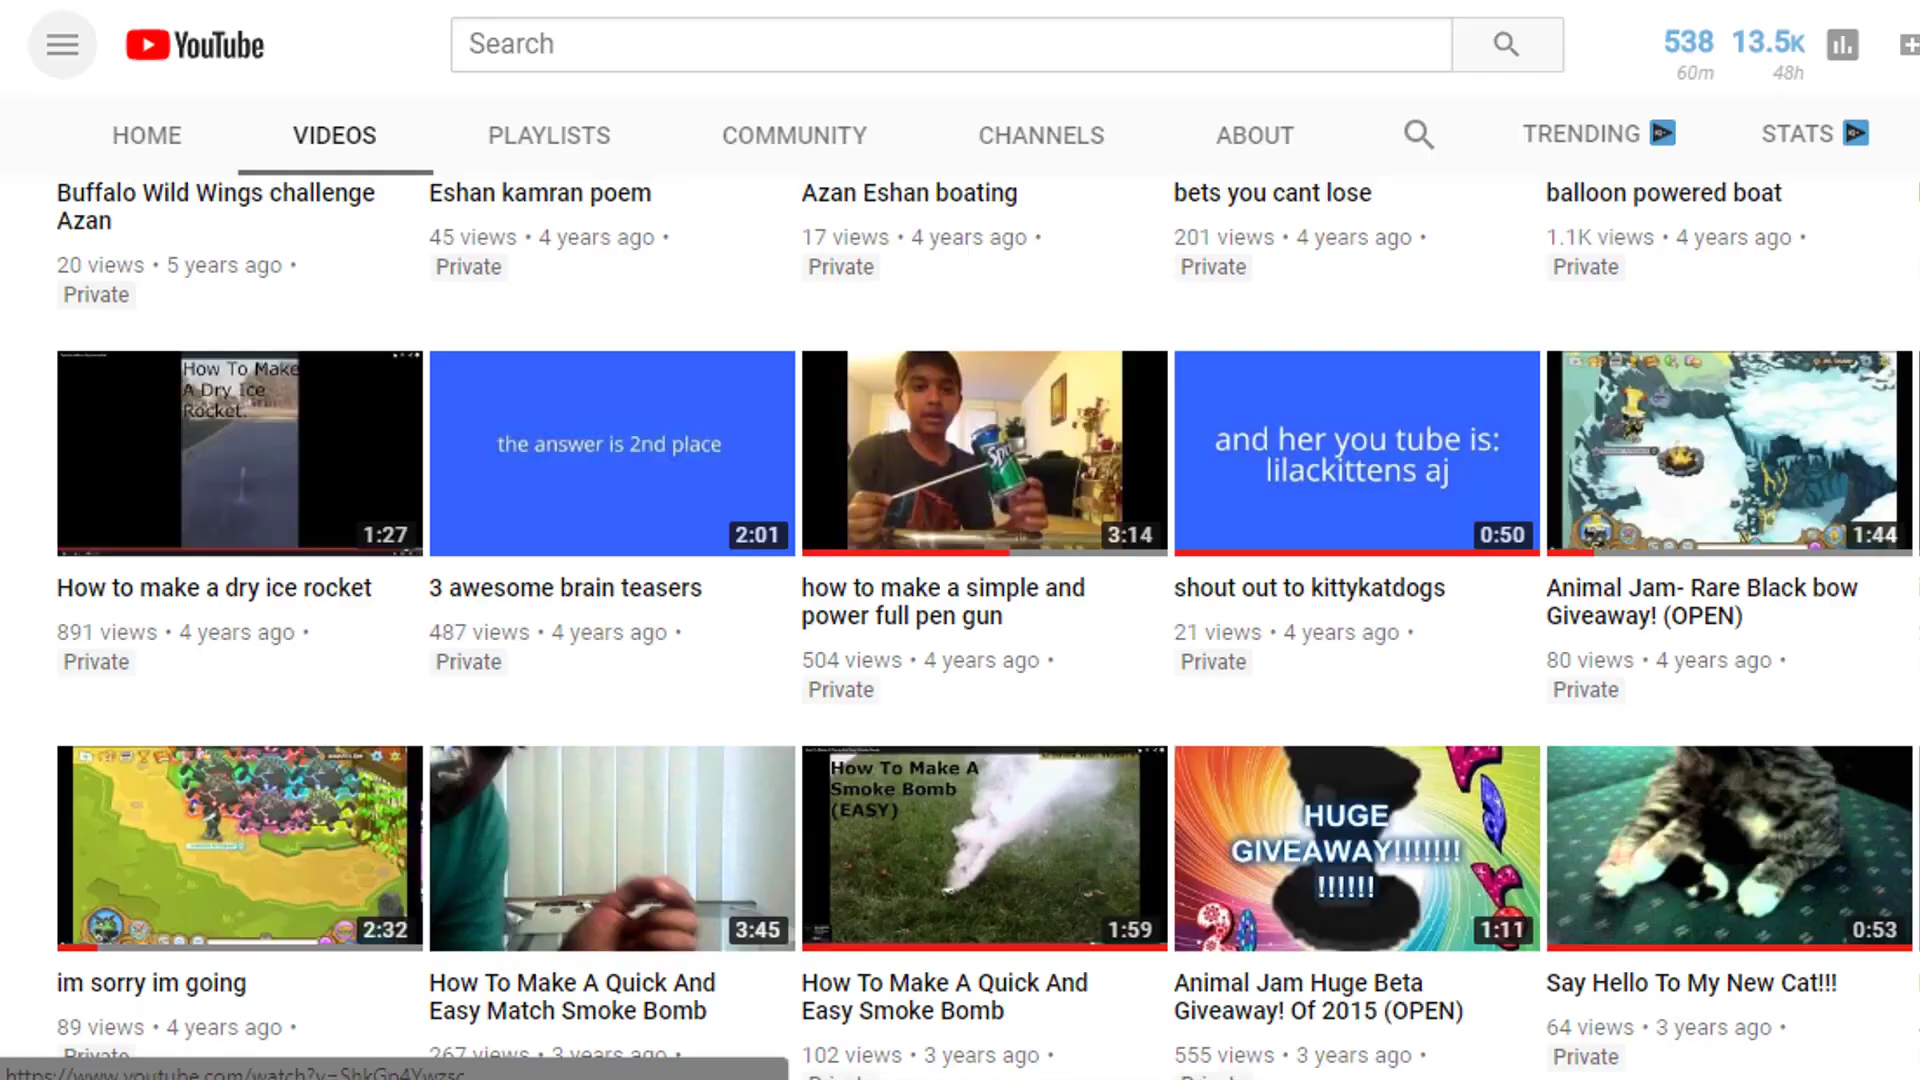 YouTube
Search
538 13.5K
60m 48h
HOME VIDEOS PLAYLISTS COMMUNITY CHANNELS ABOUT TRENDING STATS
Buffalo Wild Wings challenge
Azan
20 views • 5 years ago •
Private
Eshan kamran poem
45 views • 4 years ago •
Private
Azan Eshan boating
17 views • 4 years ago •
Private
bets you cant lose
201 views • 4 years ago •
Private
balloon powered boat
1.1K views • 4 years ago •
Private
How To Make
A Dry Ice
Rocket.
1:27
How to make a dry ice rocket
891 views • 4 years ago •
Private
the answer is 2nd place
2:01
3 awesome brain teasers
487 views • 4 years ago •
Private
3:14
how to make a simple and
power full pen gun
504 views • 4 years ago •
Private
and her you tube is:
lilackittens aj
0:50
shout out to kittykatdogs
21 views • 4 years ago •
Private
1:44
Animal Jam- Rare Black bow
Giveaway! (OPEN)
80 views • 4 years ago •
Private
2:32
im sorry im going
89 views • 4 years ago •
Private
3:45
How To Make A Quick And
Easy Match Smoke Bomb
267 views • 3 years ago •
How To Make A
Smoke Bomb
(EASY)
1:59
How To Make A Quick And
Easy Smoke Bomb
102 views • 3 years ago •
Private
HUGE
GIVEAWAY!!!!!!!
!!!!!!
1:11
Animal Jam Huge Beta
Giveaway! Of 2015 (OPEN)
555 views • 3 years ago •
Private
0:53
Say Hello To My New Cat!!!
64 views • 3 years ago •
Private